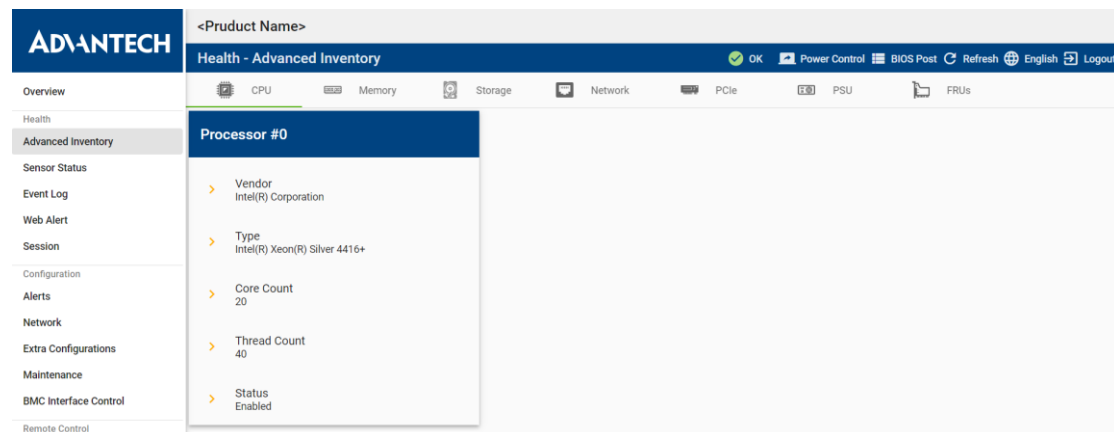 ADVANTECH
<Pruduct Name>
Health - Advanced Inventory
OK Power Control BIOS Post Refresh English Logout
Overview
CPU Memory Storage Network PCIe PSU FRUs
Health
Advanced Inventory
Sensor Status
Event Log
Web Alert
Session
Configuration
Alerts
Network
Extra Configurations
Maintenance
BMC Interface Control
Remote Control
Processor #0
Vendor
Intel(R) Corporation
Type
Intel(R) Xeon(R) Silver 4416+
Core Count
20
Thread Count
40
Status
Enabled